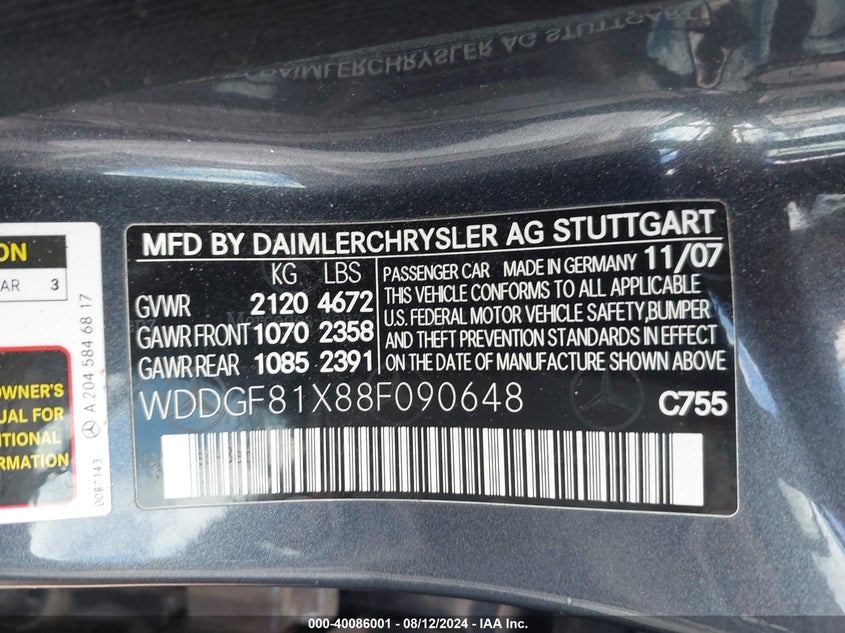 DAIMLERCHRYSLER AG STUTTGART
ON
AR 3
OWNER'S
UAL FOR
ITIONAL
RMATION
A 204 584 68 17
0087143
MFD BY DAIMLERCHRYSLER AG STUTTGART
KG LBS
GVWR 2120 4672
GAWR FRONT 1070 2358
GAWR REAR 1085 2391
PASSENGER CAR MADE IN GERMANY 11/07
THIS VEHICLE CONFORMS TO ALL APPLICABLE
U.S. FEDERAL MOTOR VEHICLE SAFETY,BUMPER
AND THEFT PREVENTION STANDARDS IN EFFECT
ON THE DATE OF MANUFACTURE SHOWN ABOVE
WDDGF81X88F090648 C755
000-40086001 - 08/12/2024 - IAA Inc.